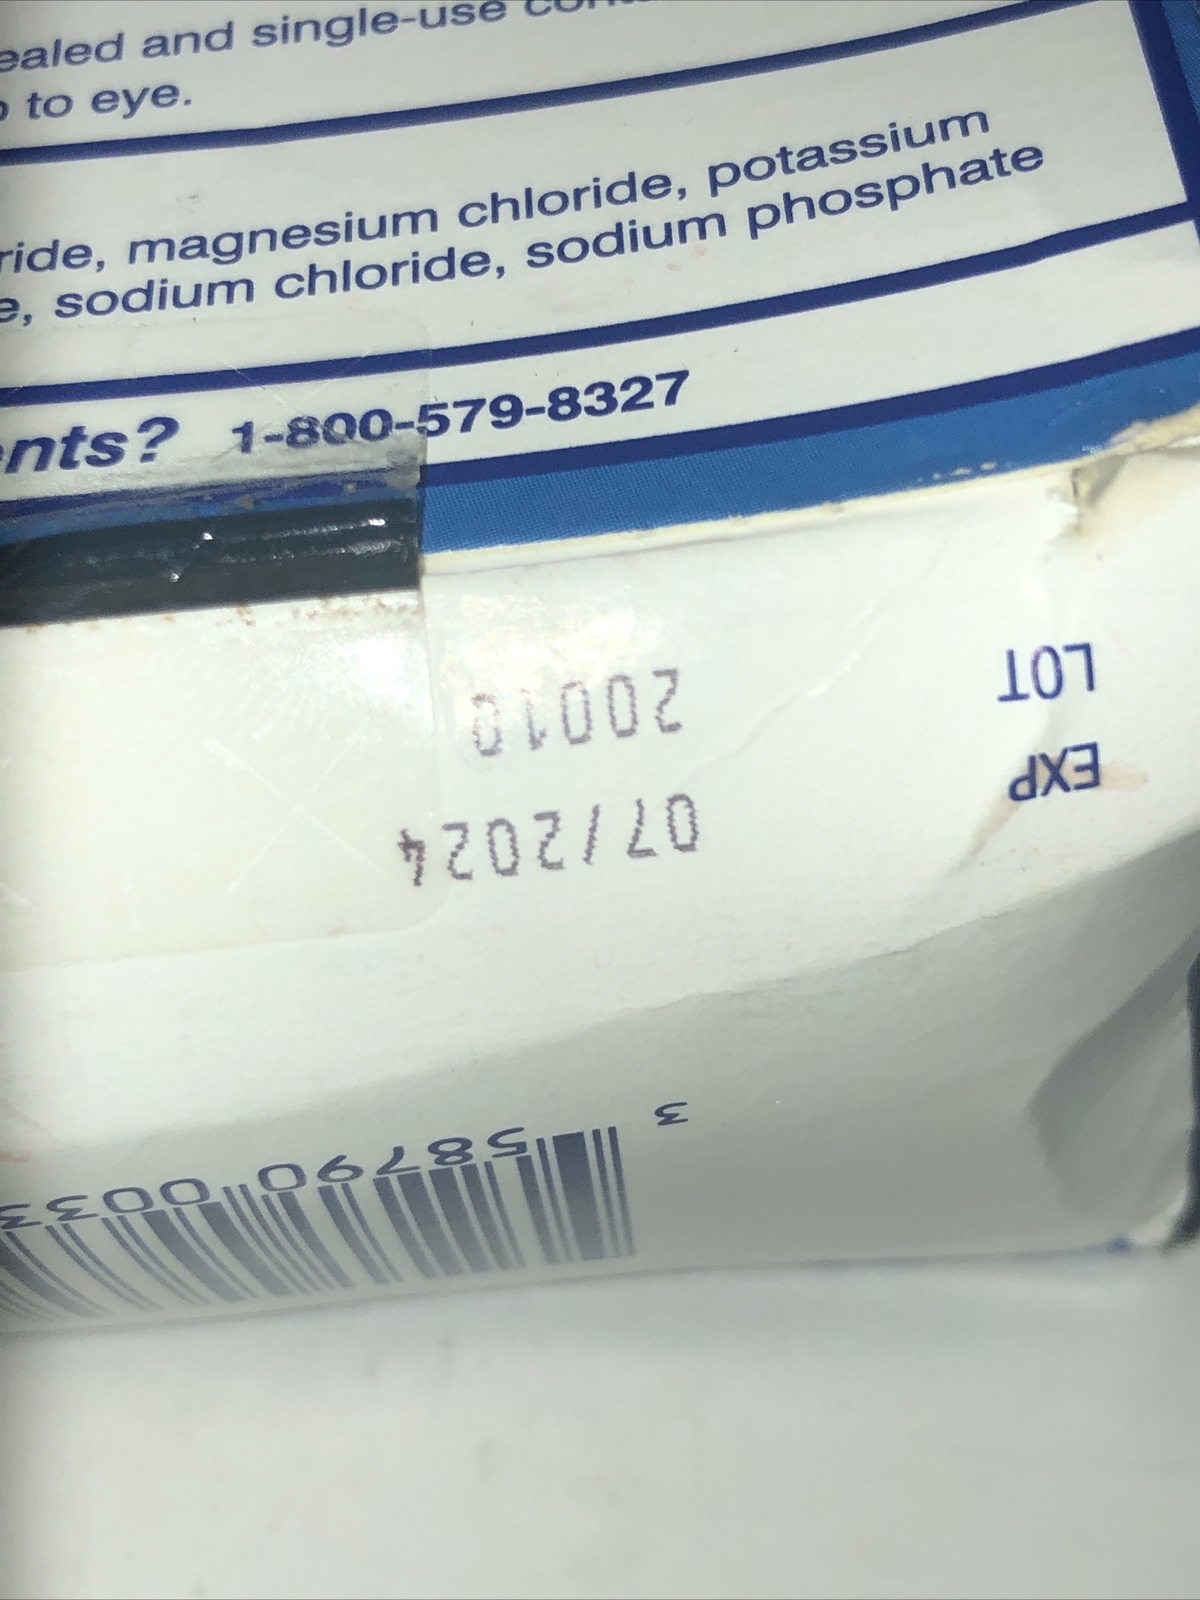 ealed and single-use
to eye.
ride, magnesium chloride, potassium
e, sodium chloride, sodium phosphate
nts? 1-800-579-8327
LOT
EXP 07/2024
3 58790 0033